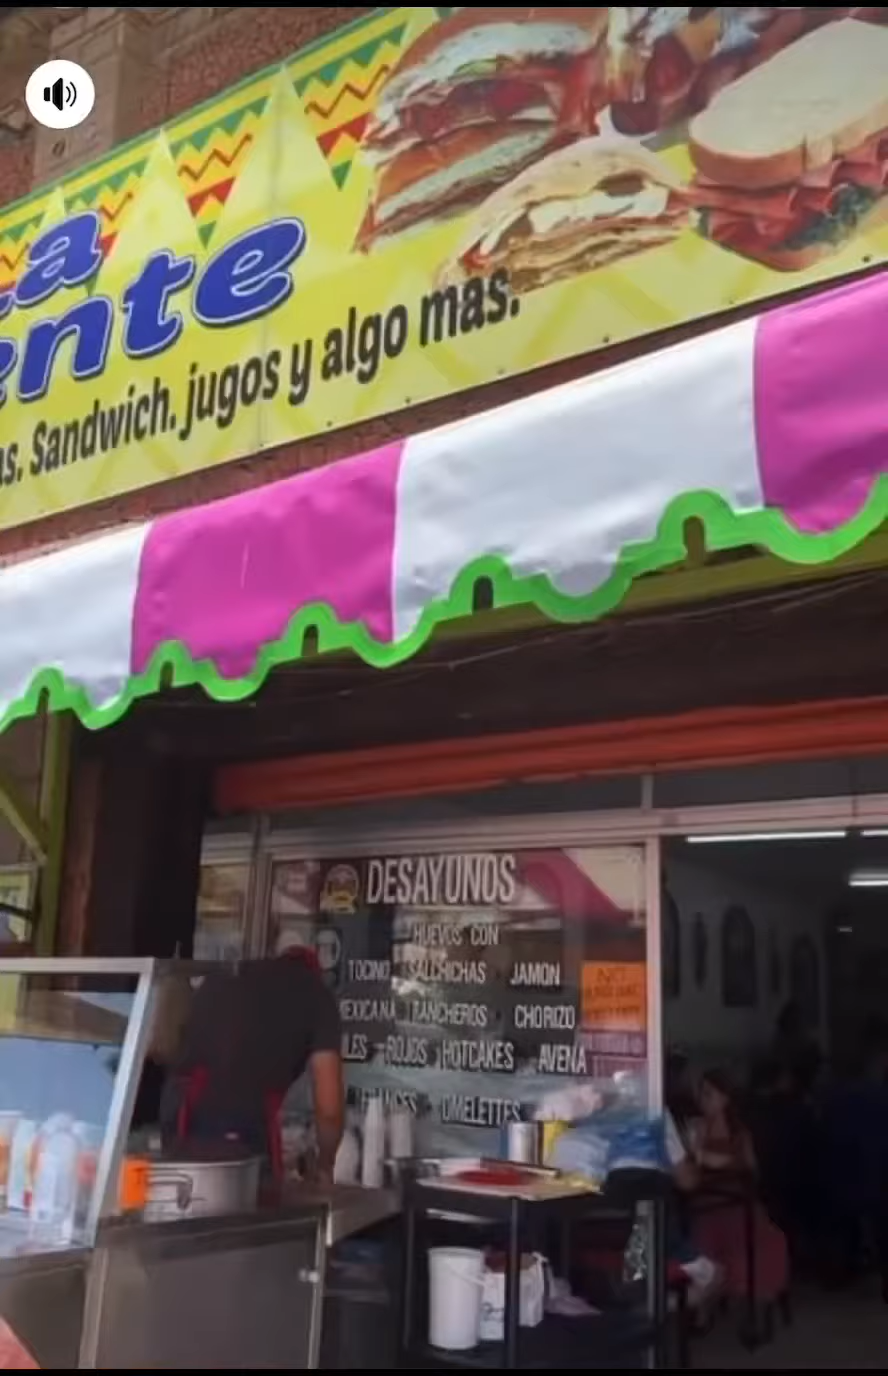 a
ente
as. Sandwich. jugos y algo mas.
DESAYUNOS
HUEVOS CON
TOCINO SALCHICHAS JAMON
MEXICANA RANCHEROS CHORIZO
LES ROJOS HOTCAKES AVENA
OMELETTES